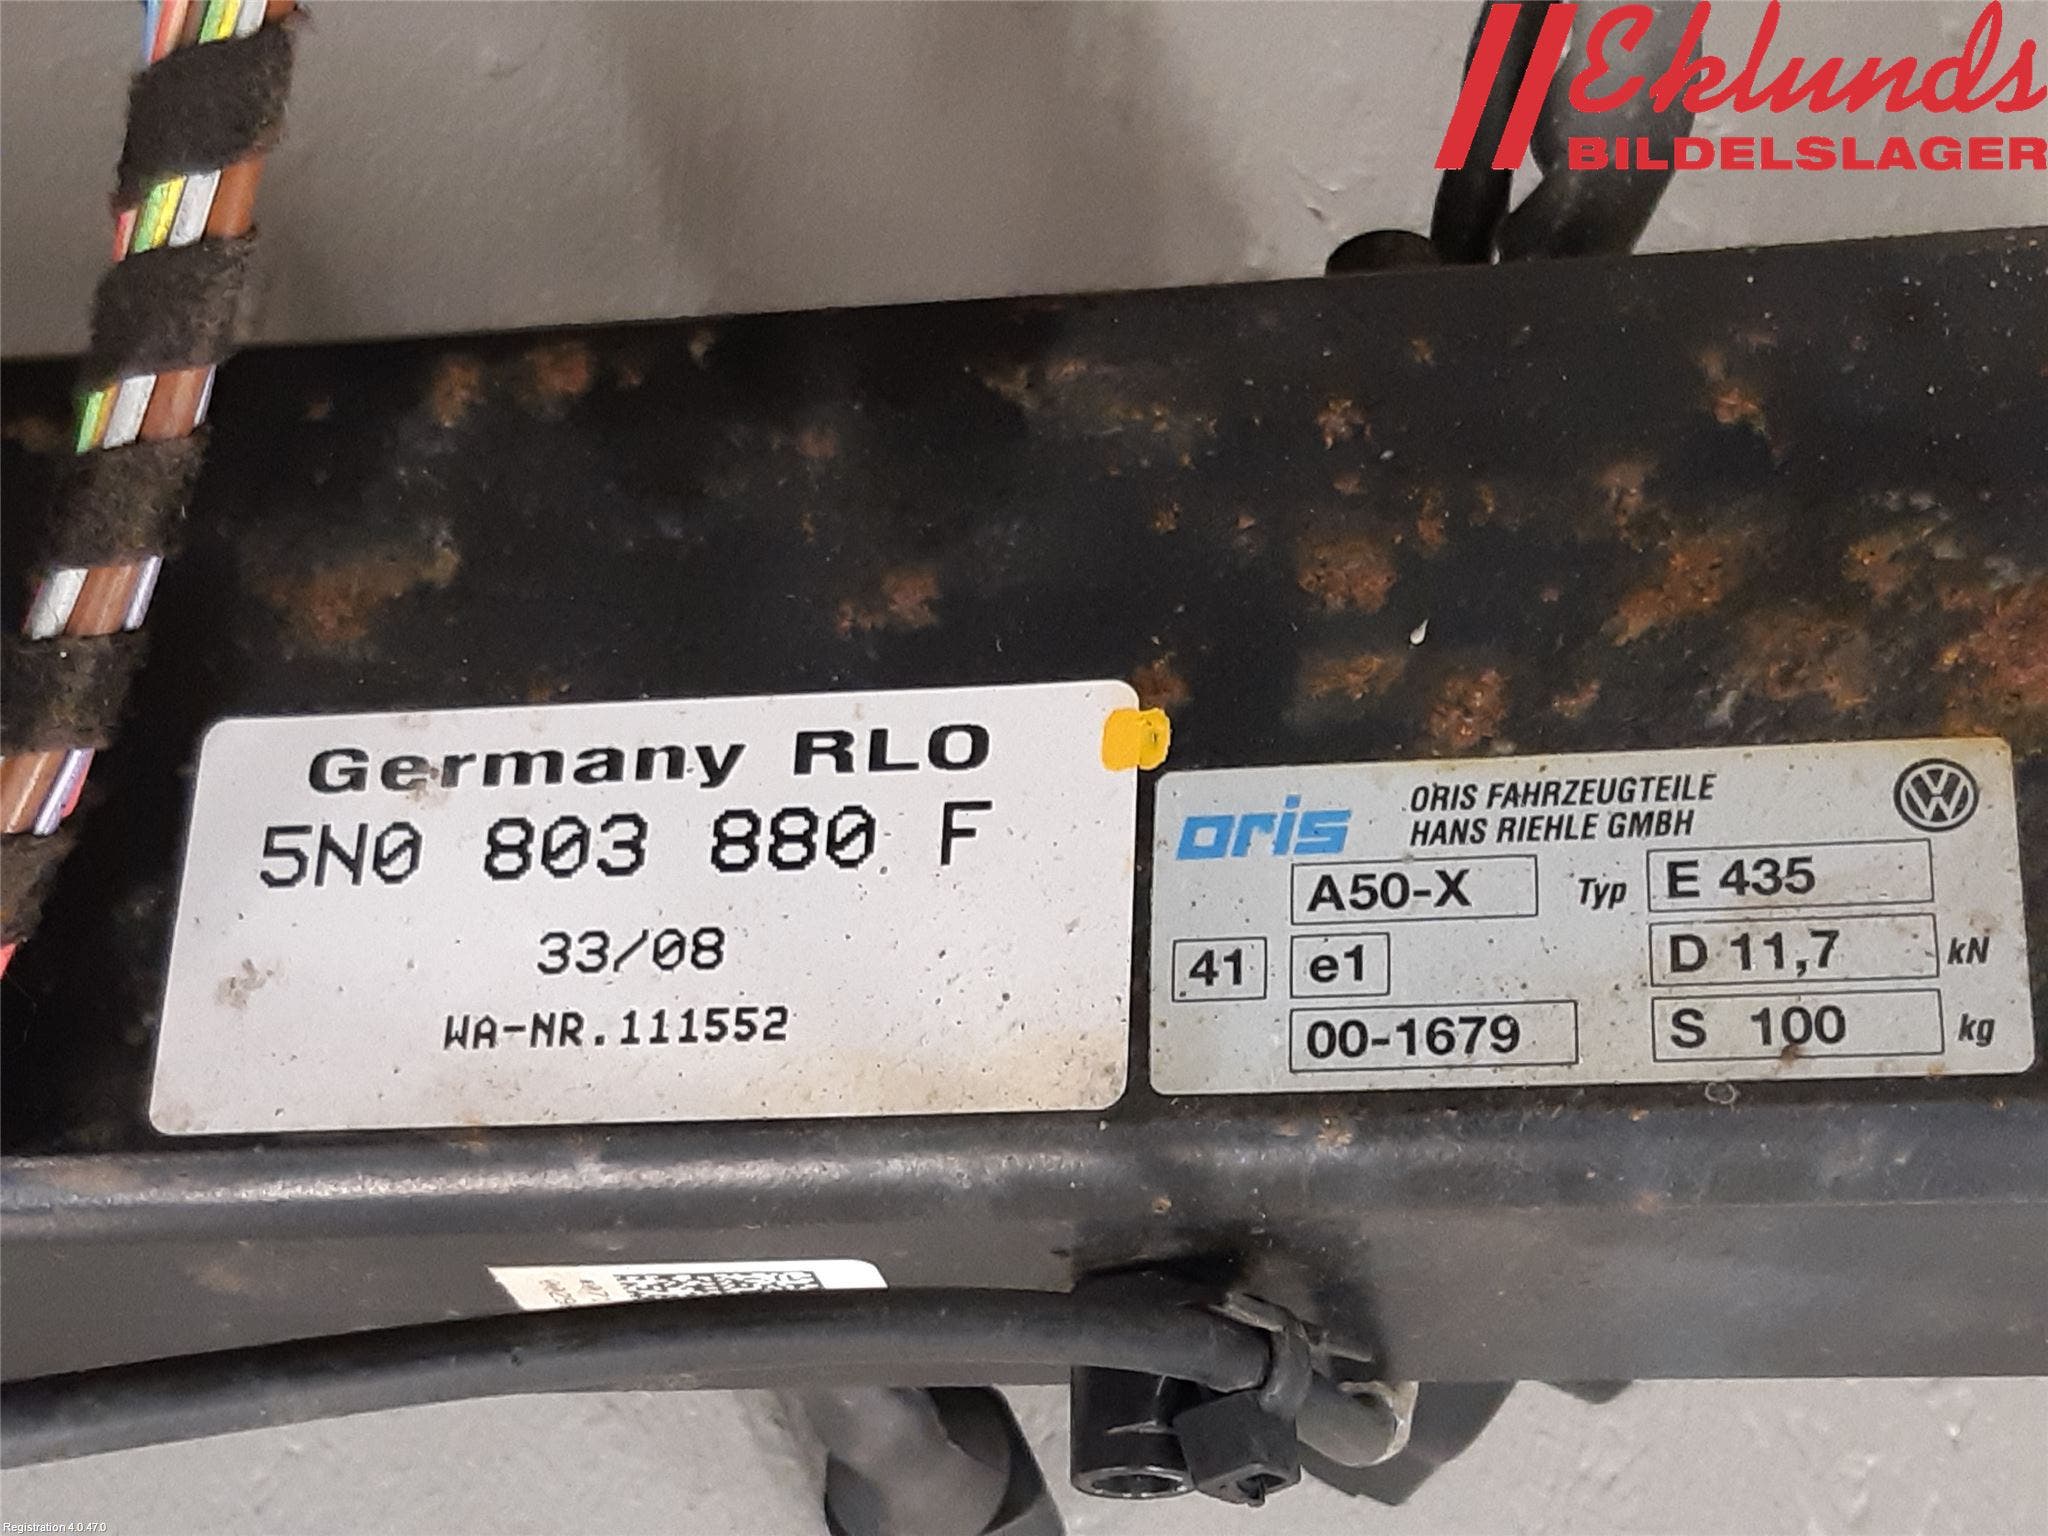 Eklunds
BILDELSLAGER
Germany RLO
5N0 803 880 F
33/08
WA-NR.111552
oris
ORIS FAHRZEUGTEILE
HANS RIEHLE GMBH
A50-X Typ E 435
41 e1 D 11,7 kN
00-1679 S 100 kg
Registration 4.0.47.0